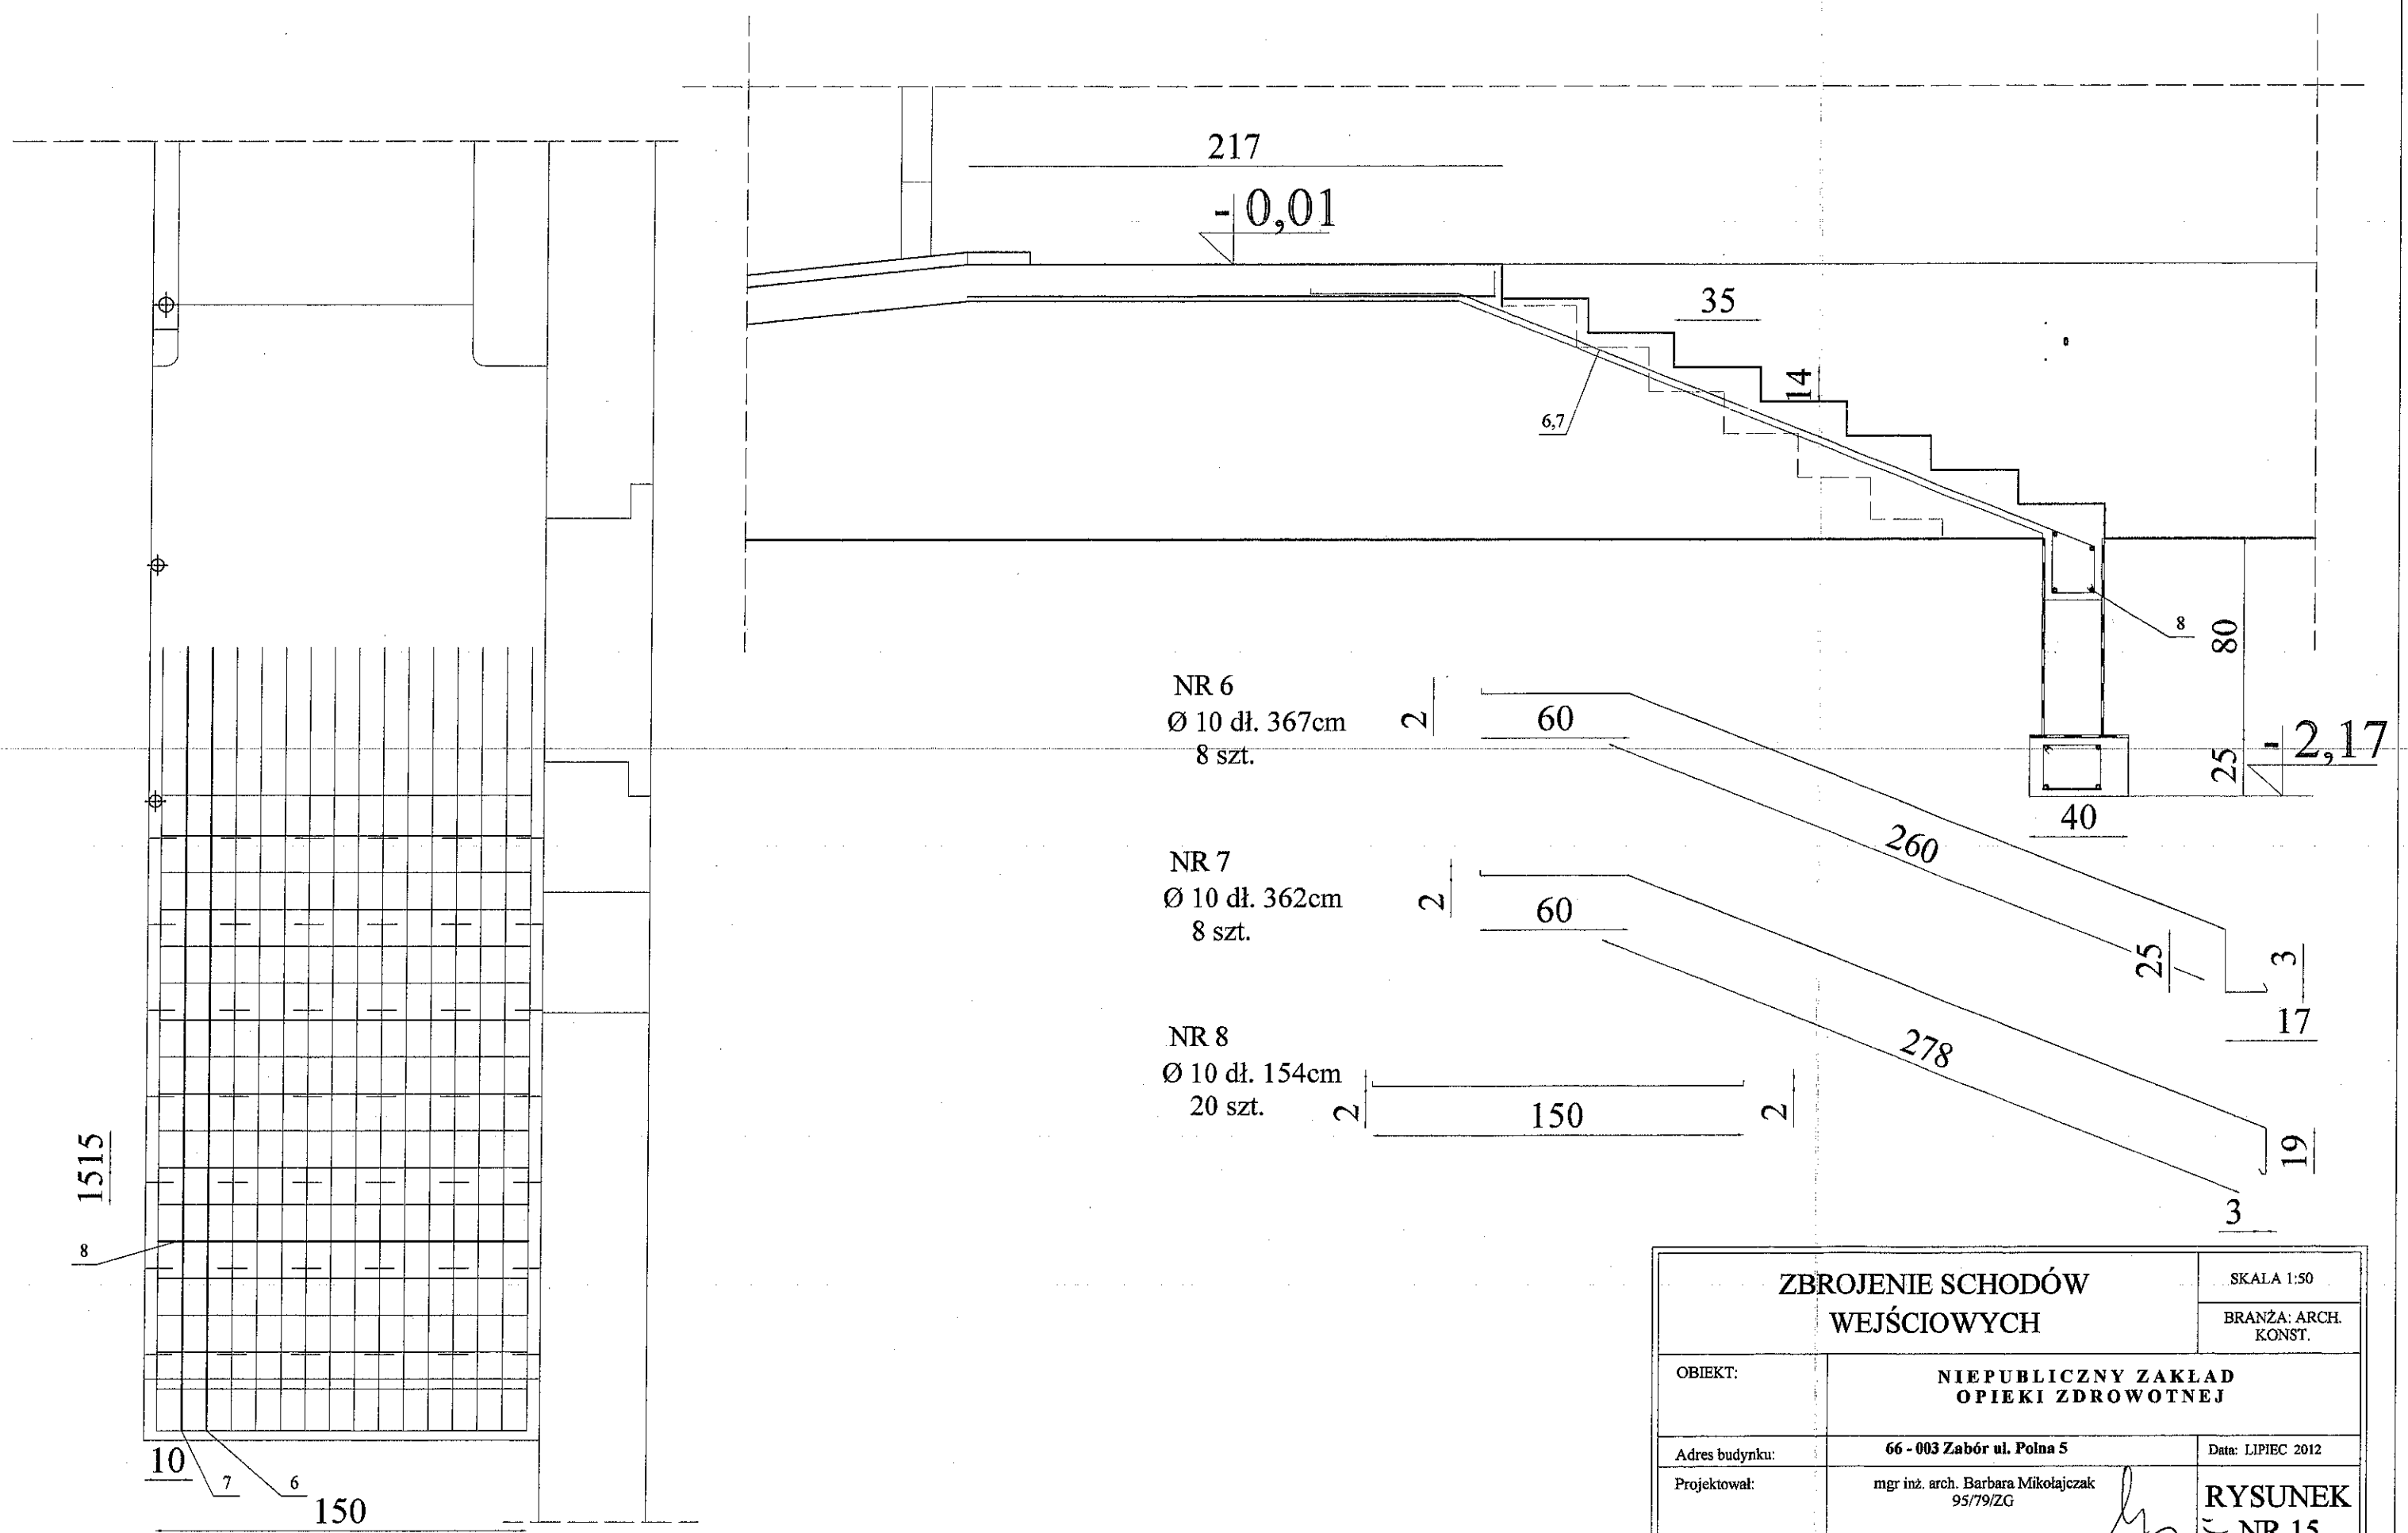 217
- 0,01
35
14
6,7
8
80
25
- 2,17
40
NR 6
Ø 10 dł. 367cm
8 szt.
2
60
260
25
3
17
NR 7
Ø 10 dł. 362cm
8 szt.
2
60
278
19
3
NR 8
Ø 10 dł. 154cm
20 szt.
2
150
2
1515
8
10
7
6
150
ZBROJENIE SCHODÓW
WEJŚCIOWYCH
SKALA 1:50
BRANŻA: ARCH.
KONST.
OBIEKT:
NIEPUBLICZNY ZAKŁAD
OPIEKI ZDROWOTNEJ
Adres budynku:
66 - 003 Zabór ul. Polna 5
Data: LIPIEC 2012
Projektował:
mgr inż. arch. Barbara Mikołajczak
95/79/ZG
RYSUNEK
NR 15